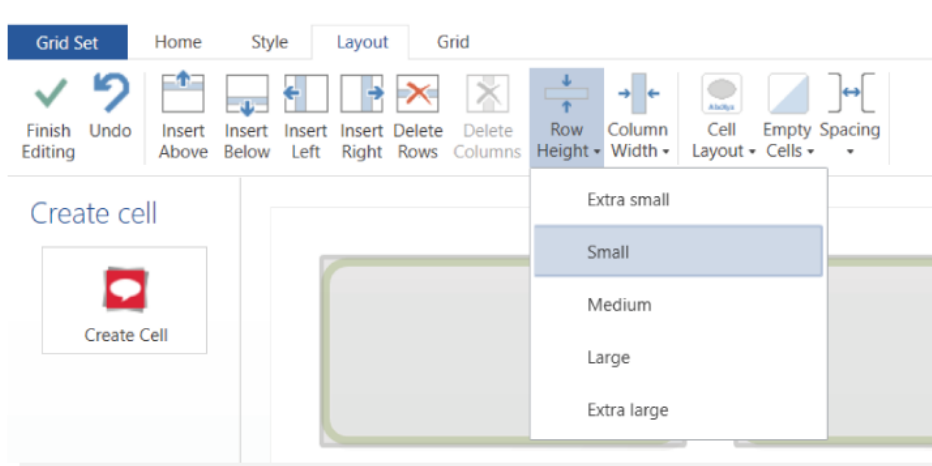 Grid Set Home Style Layout Grid
Finish Undo Insert Insert Insert Insert Delete Delete Row Column Cell Empty Spacing
Editing Above Below Left Right Rows Columns Height Width Layout Cells
Create cell
Create Cell
Extra small
Small
Medium
Large
Extra large